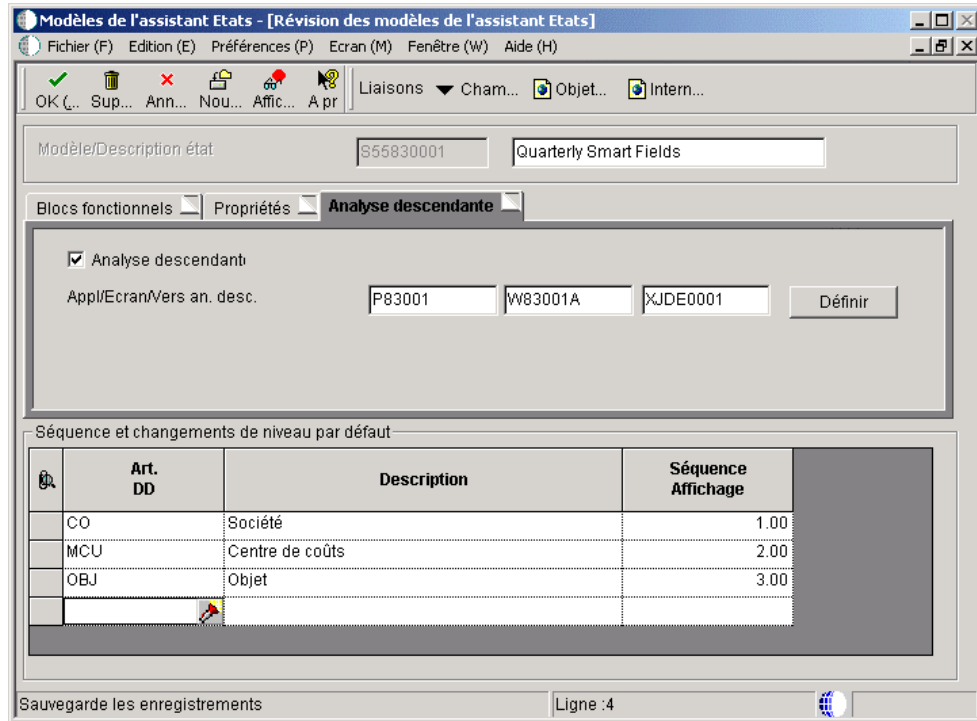 Modèles de l'assistant Etats - [Révision des modèles de l'assistant Etats]
Fichier (F) Edition (E) Préférences (P) Ecran (M) Fenêtre (W) Aide (H)
OK (... Sup... Ann... Nou... Affic... A pr Liaisons Cham... Objet... Intern...
Modèle/Description état S55830001 Quarterly Smart Fields
Blocs fonctionnels Propriétés Analyse descendante
Analyse descendant
Appl/Ecran/Vers an. desc. P83001 W83001A XJDE0001 Définir
Séquence et changements de niveau par défaut
Art. DD Description Séquence Affichage
CO Société 1.00
MCU Centre de coûts 2.00
OBJ Objet 3.00
Sauvegarde les enregistrements Ligne :4